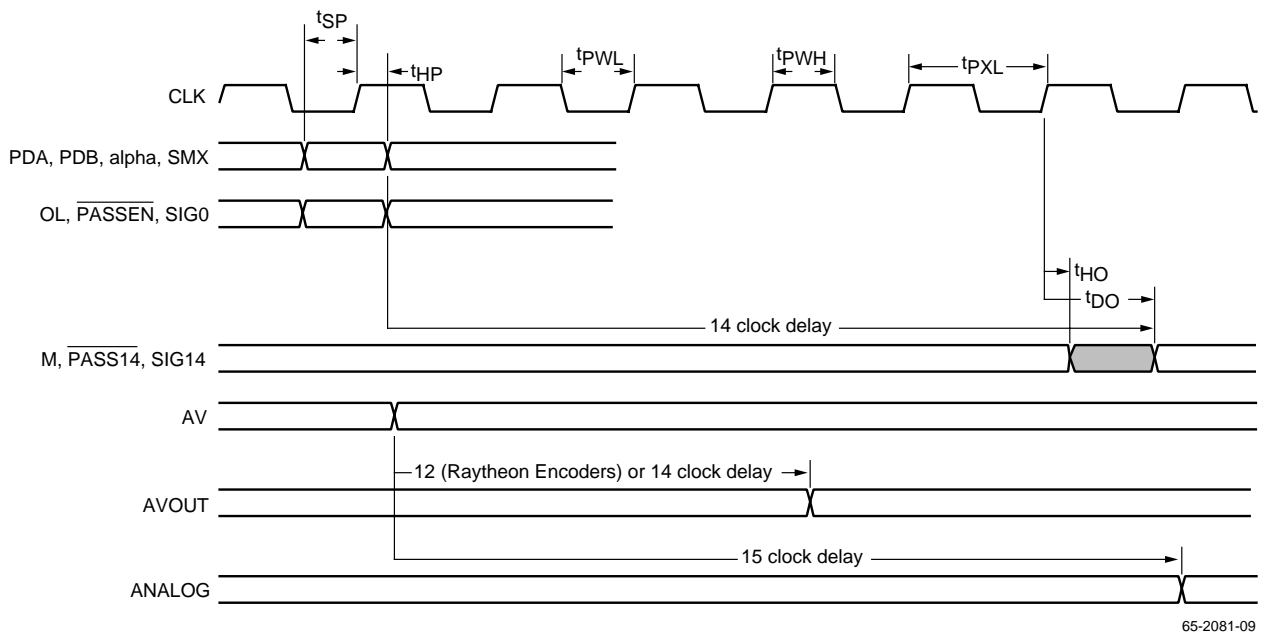 tSP
tHP
tPWL
tPWH
tPXL
CLK
PDA, PDB, alpha, SMX
OL, PASSEN, SIG0
tHO
tDO
14 clock delay
M, PASS14, SIG14
AV
12 (Raytheon Encoders) or 14 clock delay
AVOUT
15 clock delay
ANALOG
65-2081-09